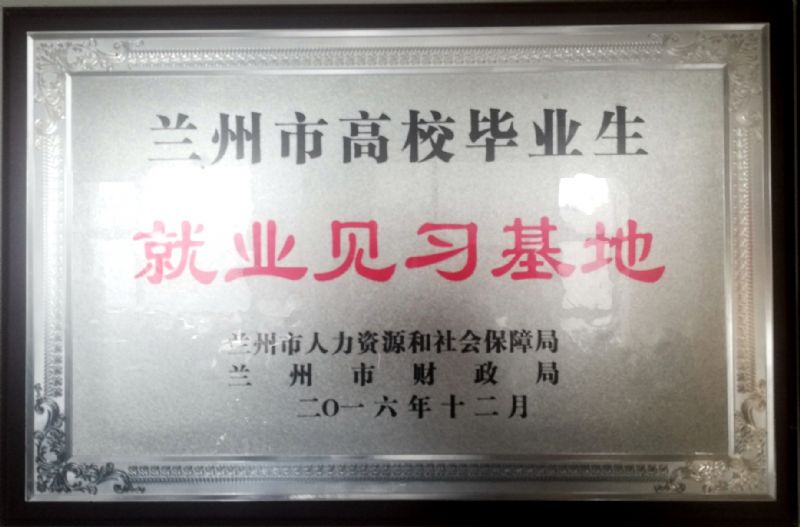 兰州市高校毕业生
就业见习基地
兰州市人力资源和社会保障局
兰州市财政局
二〇一六年十二月